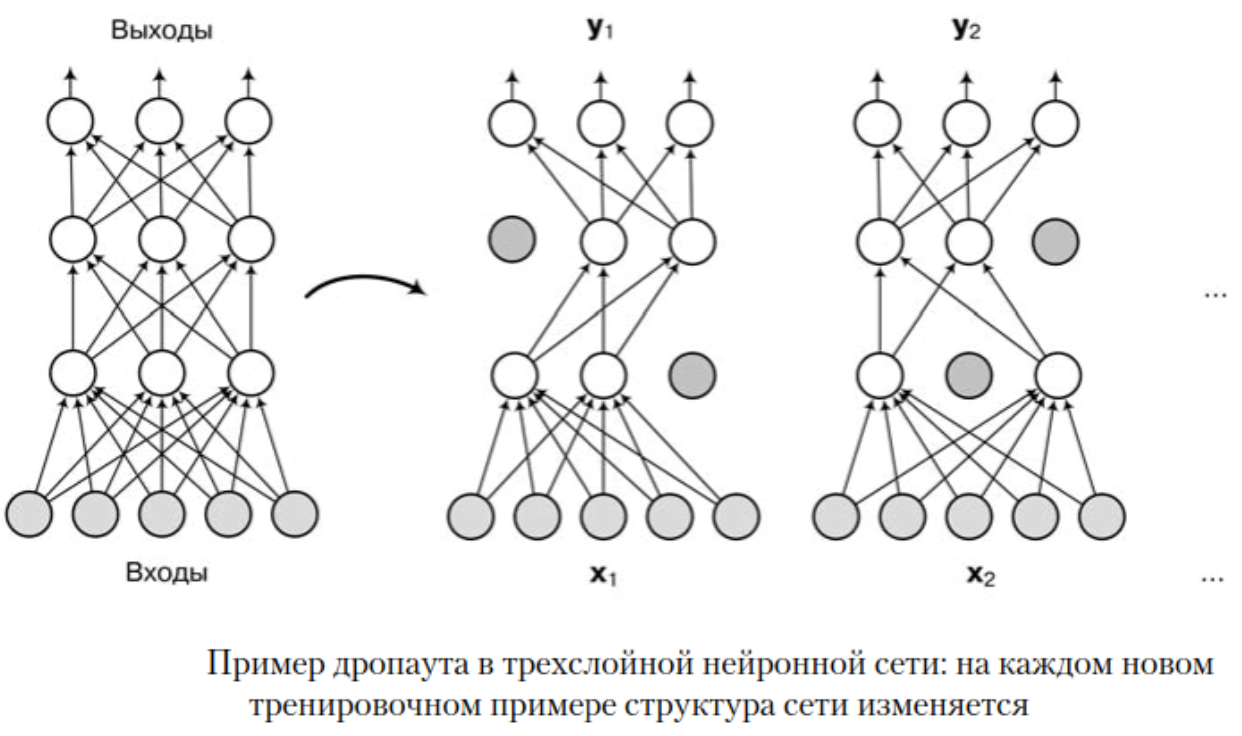 Выходы
y1
y2
...
Входы
x1
x2
...
Пример дропаута в трехслойной нейронной сети: на каждом новом
тренировочном примере структура сети изменяется